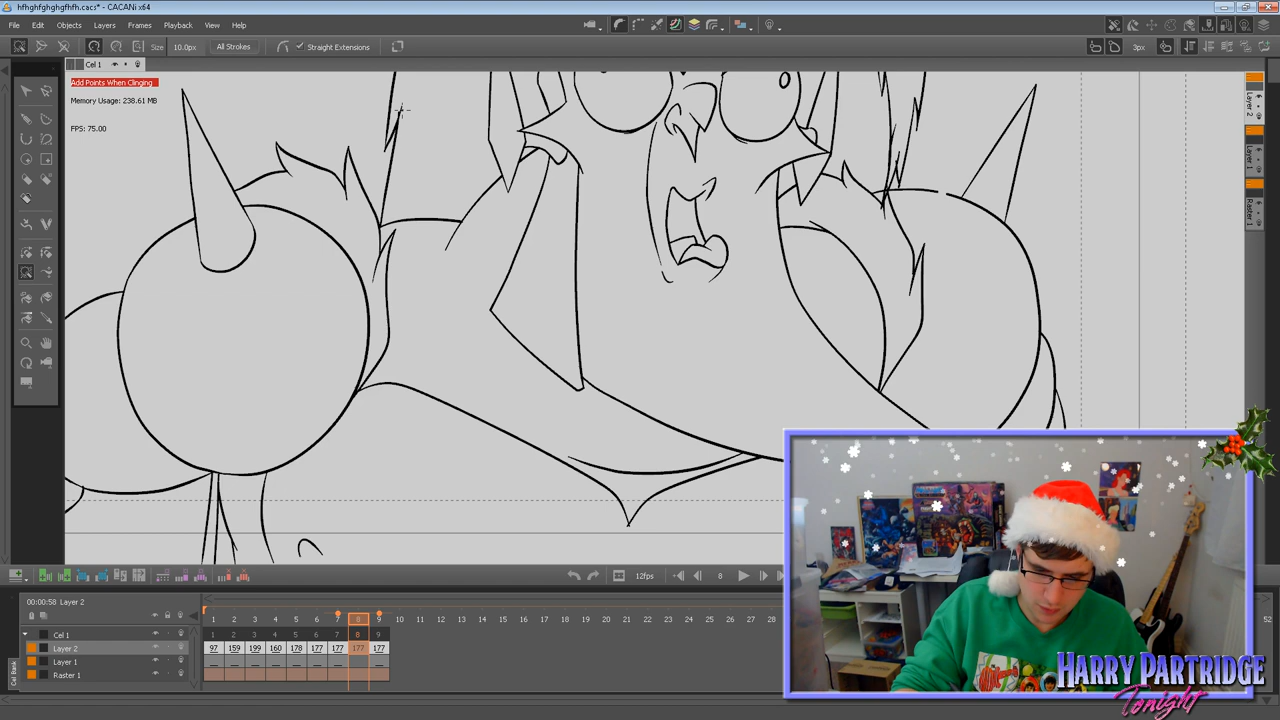 hfhghfghghgfhfh.cacs* - CACANi x64
File Edit Objects Layers Frames Playback View Help
Size 10.0px All Strokes Straight Extensions 3px
Cel 1
Add Points When Clinging
Memory Usage: 238.61 MB
FPS: 75.00
Layer 2
Layer 1
Raster 1
12fps 8
00:00:58 Layer 2
1 2 3 4 5 6 7 8 9 10 11 12 13 14 15 16 17 18 19 20 21 22 23 24 25 26 27 28 52
Cel 1 1 2 3 4 5 6 7 8 9
Layer 2 97 159 199 160 178 177 177 177 177
Layer 1
Raster 1
Cel Bank
HARRY PARTRIDGE
Tonight